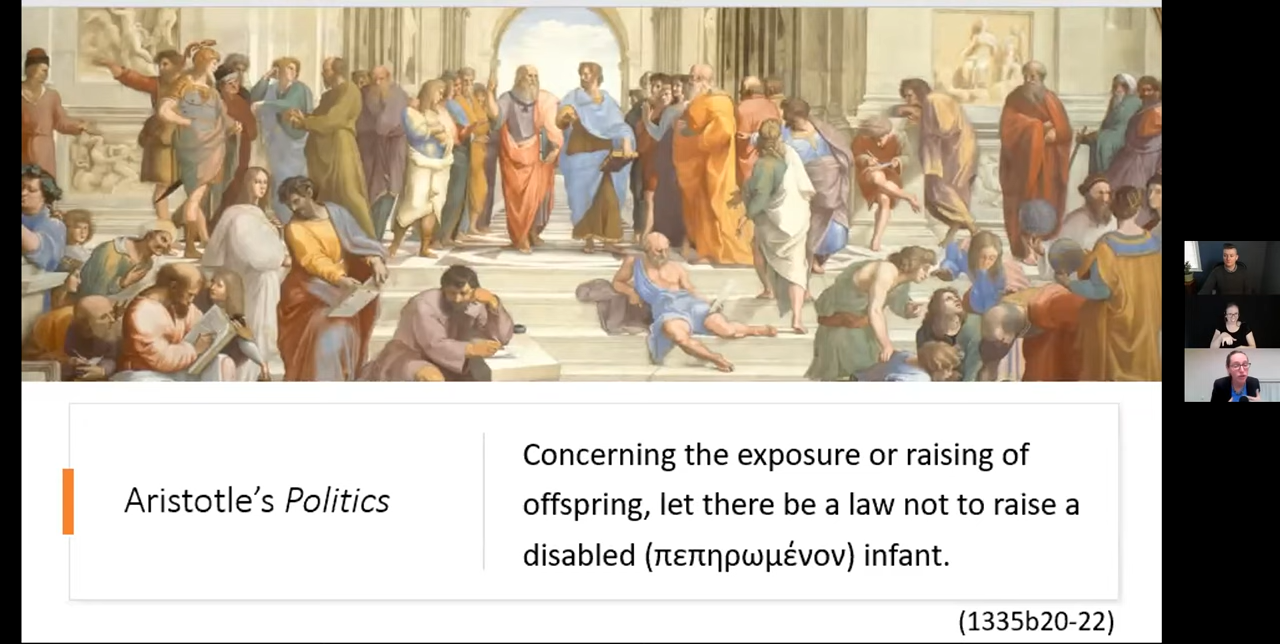 Aristotle's Politics
Concerning the exposure or raising of
offspring, let there be a law not to raise a
disabled (πεπηρωμένον) infant.
(1335b20-22)